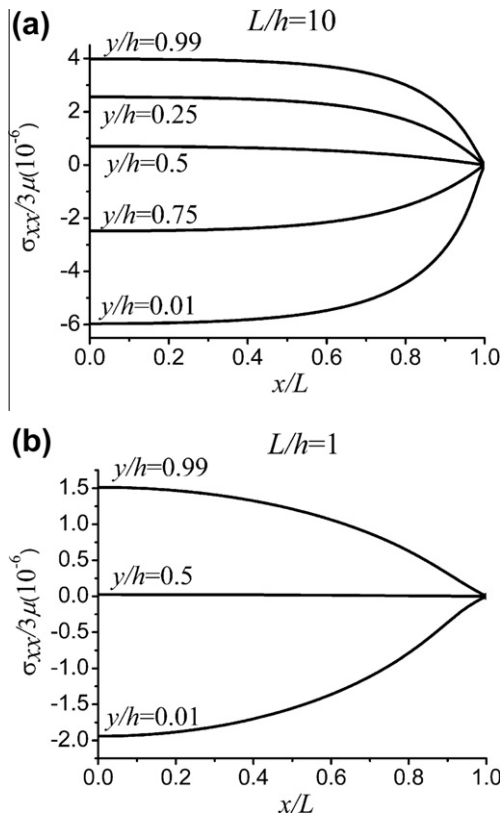 (a)
L/h=10
y/h=0.99
y/h=0.25
y/h=0.5
y/h=0.75
y/h=0.01
4
2
0
-2
-4
-6
σxx/3μ(10⁻⁶)
0.0 0.2 0.4 0.6 0.8 1.0
x/L
(b)
L/h=1
y/h=0.99
y/h=0.5
y/h=0.01
1.5
1.0
0.5
0.0
-0.5
-1.0
-1.5
-2.0
σxx/3μ(10⁻⁶)
0.0 0.2 0.4 0.6 0.8 1.0
x/L